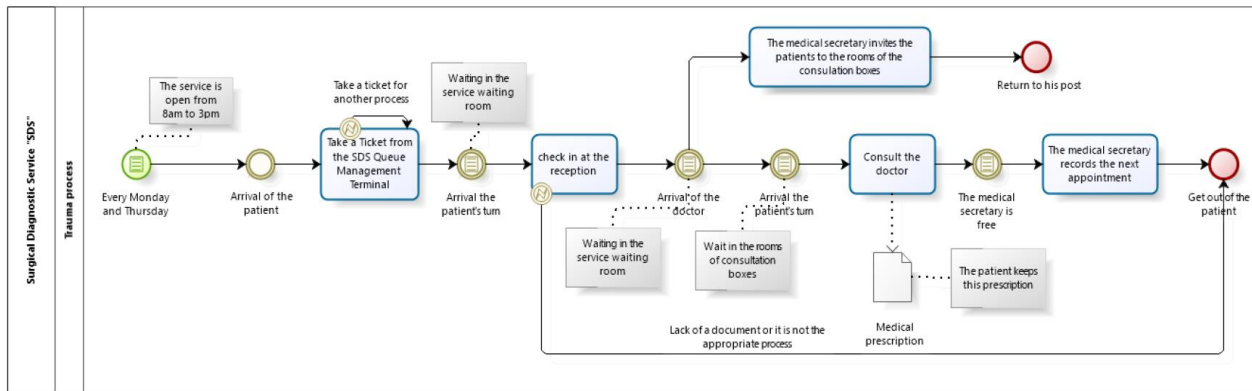 Surgical Diagnostic Service "SDS"
Trauma process
The service is
open from
8am to 3pm
Every Monday
and Thursday
Arrival of the
patient
Take a ticket for
another process
Take a Ticket from
the SDS Queue
Management
Terminal
Waiting in the
service waiting
room
Arrival the
patient's turn
check in at the
reception
Waiting in the
service waiting
room
Arrival of the
doctor
The medical secretary invites the
patients to the rooms of the
consulation boxes
Return to his post
Arrival the
patient's turn
Wait in the rooms
of consultation
boxes
Consult the
doctor
Medical
prescription
The patient keeps
this prescription
The medical
secretary is
free
The medical secretary
records the next
appointment
Get out of the
patient
Lack of a document or it is not the
appropriate process